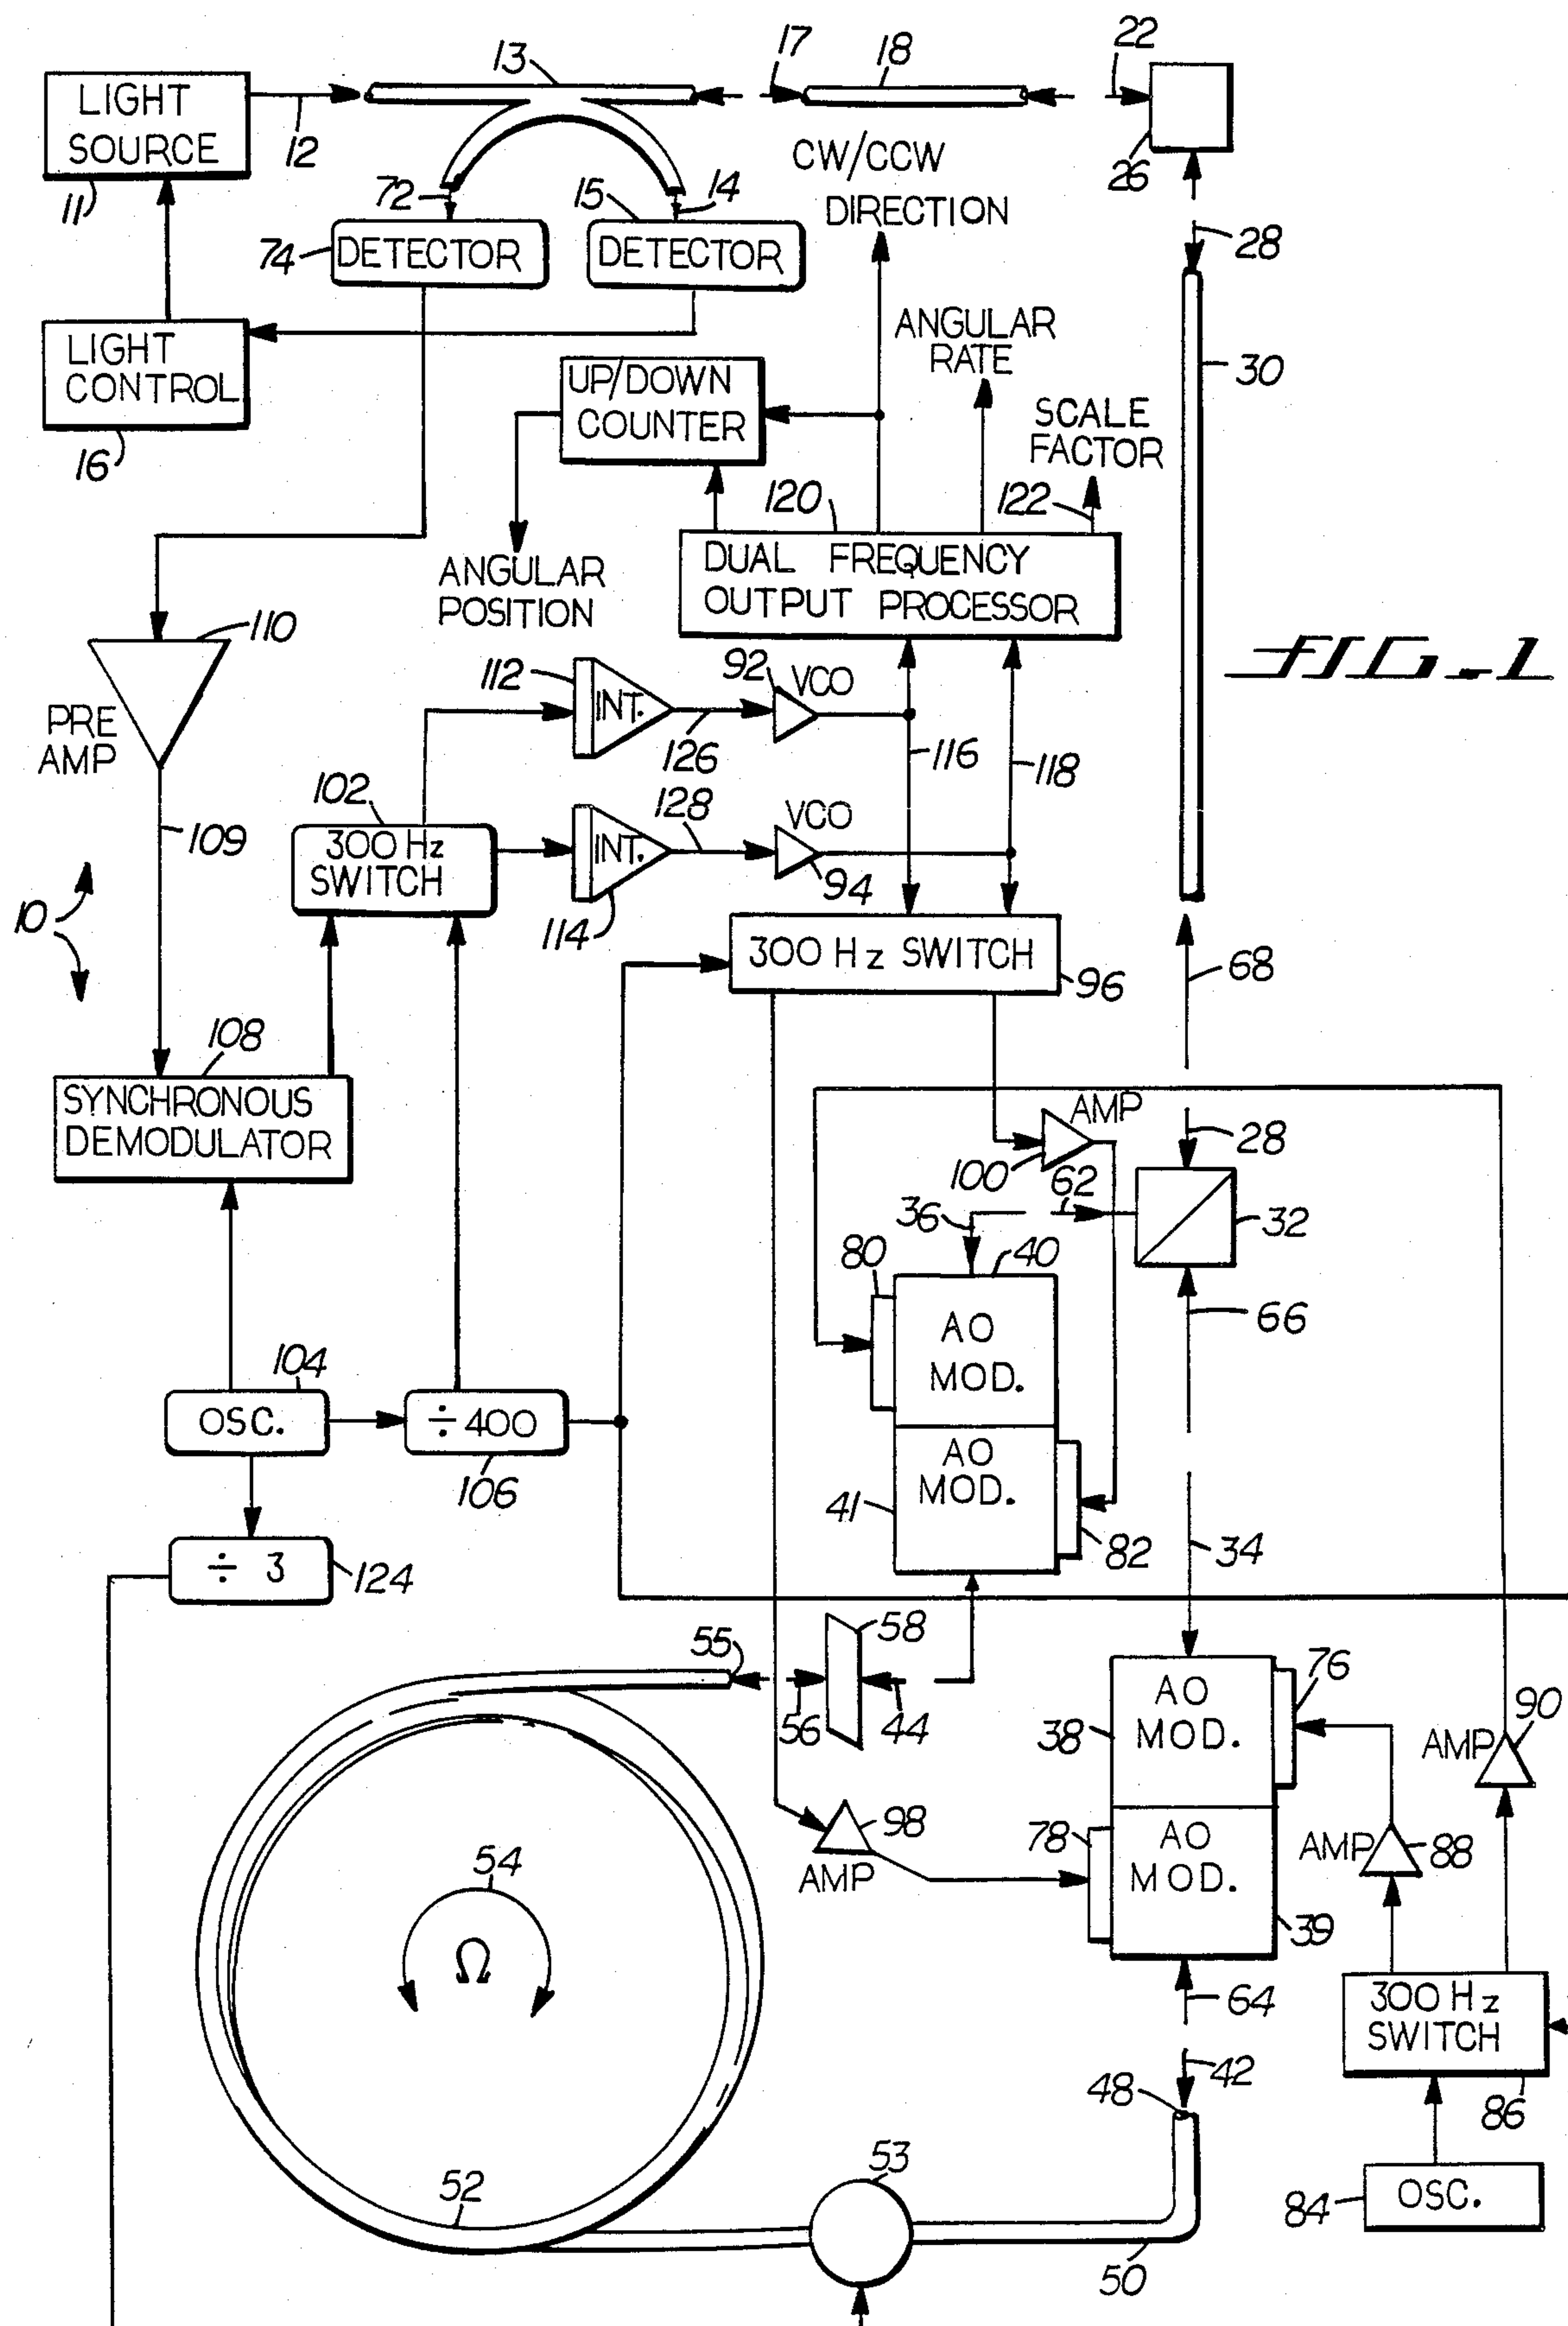 13
17
18
22
LIGHT
SOURCE
12
11
26
CW/CCW
DIRECTION
72
15
14
74
DETECTOR
DETECTOR
28
ANGULAR
RATE
LIGHT
CONTROL
16
UP/DOWN
COUNTER
30
SCALE
FACTOR
120
122
ANGULAR
POSITION
DUAL FREQUENCY
OUTPUT PROCESSOR
110
FIG.-1
112
INT.
92
VCO
PRE
AMP
126
116
118
102
128
VCO
109
300 Hz
SWITCH
INT.
94
10
114
300 Hz SWITCH
96
68
108
SYNCHRONOUS
DEMODULATOR
AMP
28
100
62
36
32
80
40
AO
MOD.
66
104
OSC.
÷ 400
106
AO
MOD.
41
82
34
÷ 3
124
58
55
56
44
76
AO
MOD.
38
90
AMP
98
AMP
78
AO
MOD.
AMP
88
54
39
Ω
64
300 Hz
SWITCH
42
48
86
53
52
84
OSC.
50